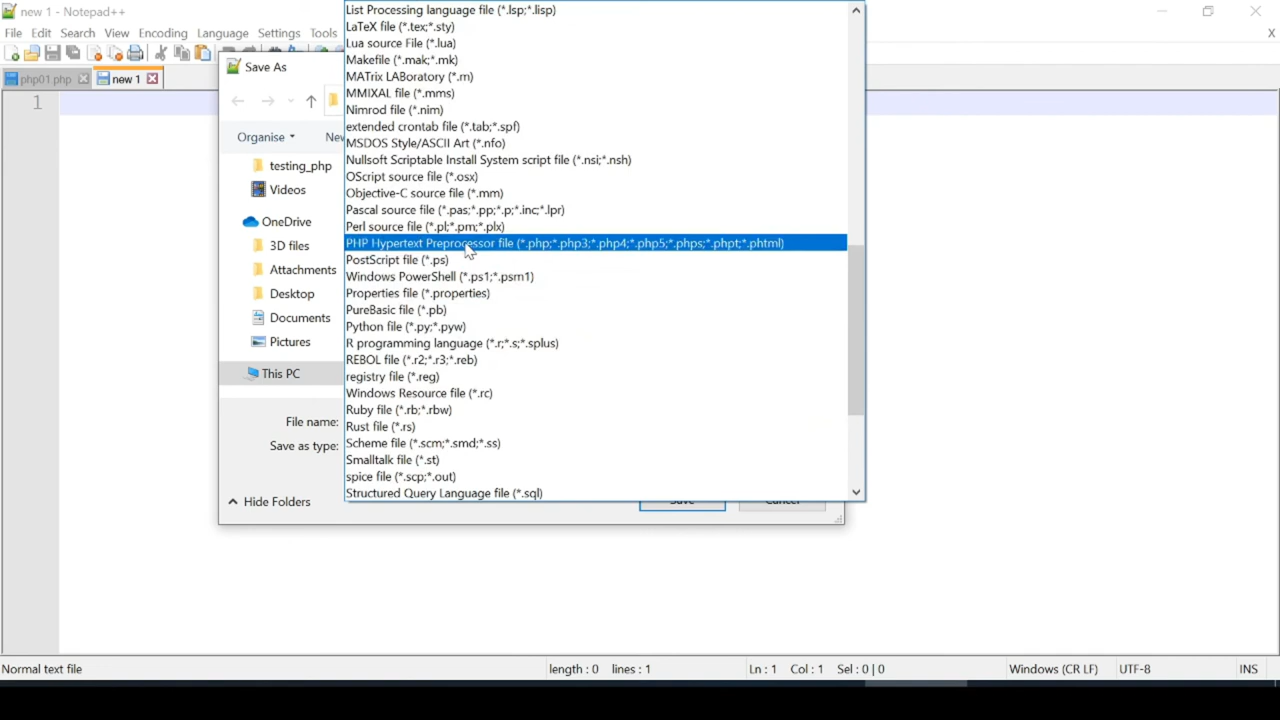 new 1 - Notepad++
File Edit Search View Encoding Language Settings Tools
X
php01.php new 1
1
Save As
Organise
testing_php
Videos
OneDrive
3D files
Attachments
Desktop
Documents
Pictures
This PC
File name:
Save as type:
Hide Folders
List Processing language file (*.lsp;*.lisp)
LaTeX file (*.tex;*.sty)
Lua source File (*.lua)
Makefile (*.mak;*.mk)
MATrix LABoratory (*.m)
MMIXAL file (*.mms)
Nimrod file (*.nim)
extended crontab file (*.tab;*.spf)
MSDOS Style/ASCII Art (*.nfo)
Nullsoft Scriptable Install System script file (*.nsi;*.nsh)
OScript source file (*.osx)
Objective-C source file (*.mm)
Pascal source file (*.pas;*.pp;*.p;*.inc;*.lpr)
Perl source file (*.pl;*.pm;*.plx)
PHP Hypertext Preprocessor file (*.php;*.php3;*.php4;*.php5;*.phps;*.phpt;*.phtml)
PostScript file (*.ps)
Windows PowerShell (*.ps1;*.psm1)
Properties file (*.properties)
PureBasic file (*.pb)
Python file (*.py;*.pyw)
R programming language (*.r;*.s;*.splus)
REBOL file (*.r2;*.r3;*.reb)
registry file (*.reg)
Windows Resource file (*.rc)
Ruby file (*.rb;*.rbw)
Rust file (*.rs)
Scheme file (*.scm;*.smd;*.ss)
Smalltalk file (*.st)
spice file (*.scp;*.out)
Structured Query Language file (*.sql)
Save Cancel
Normal text file length : 0 lines : 1 Ln : 1 Col : 1 Sel : 0 | 0 Windows (CR LF) UTF-8 INS